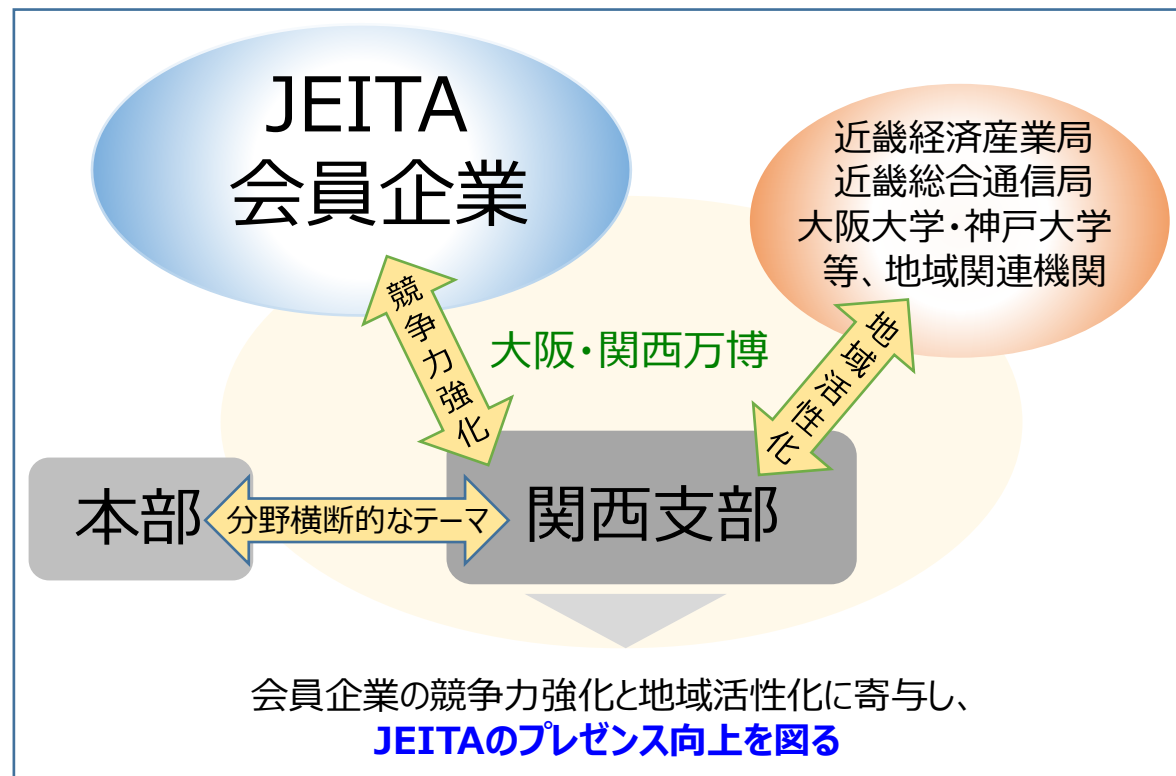 JEITA
会員企業
近畿経済産業局
近畿総合通信局
大阪大学・神戸大学
等、地域関連機関
競争力強化
大阪・関西万博
地域活性化
本部
分野横断的なテーマ
関西支部
会員企業の競争力強化と地域活性化に寄与し、
JEITAのプレゼンス向上を図る